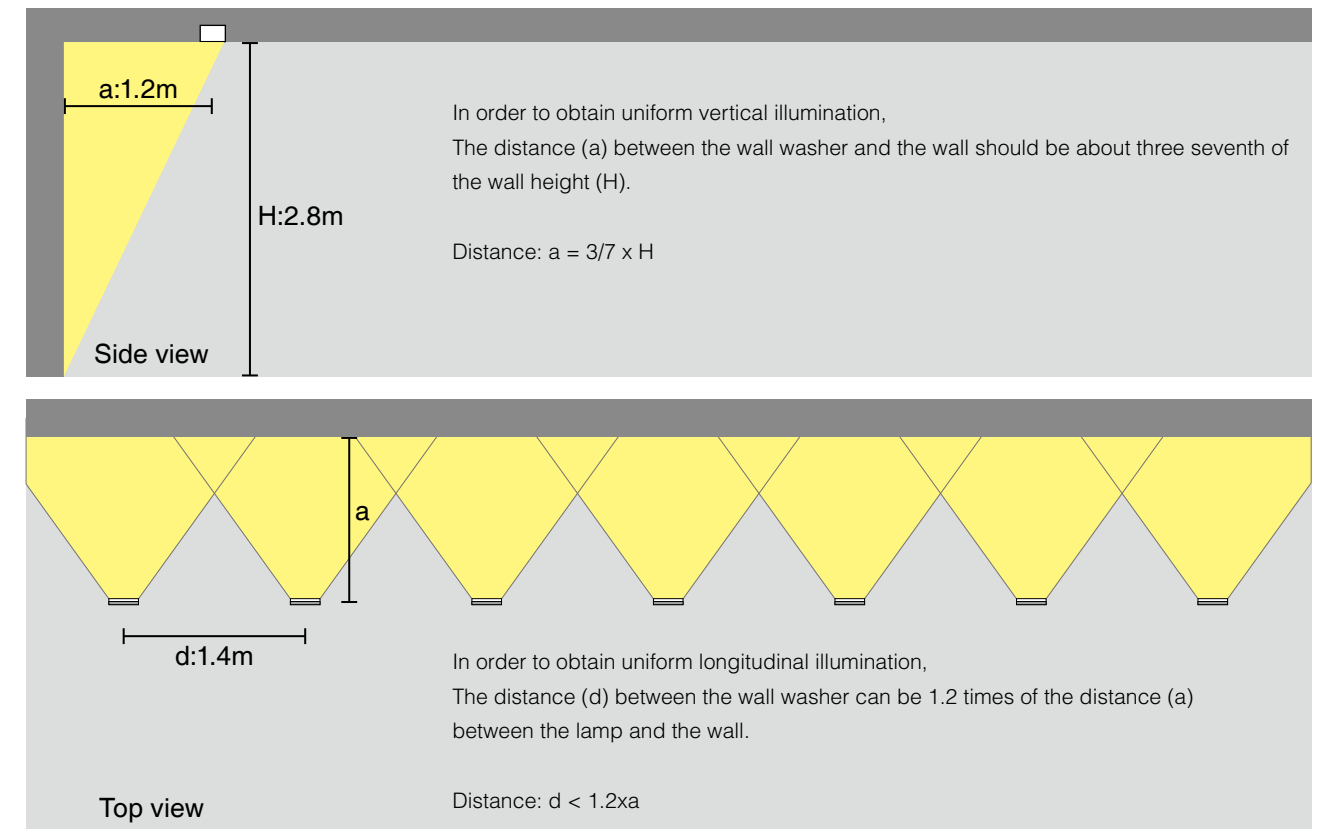 a:1.2m
In order to obtain uniform vertical illumination,
The distance (a) between the wall washer and the wall should be about three seventh of
the wall height (H).
H:2.8m
Distance: a = 3/7 x H
Side view
a
d:1.4m
In order to obtain uniform longitudinal illumination,
The distance (d) between the wall washer can be 1.2 times of the distance (a)
between the lamp and the wall.
Distance: d < 1.2xa
Top view